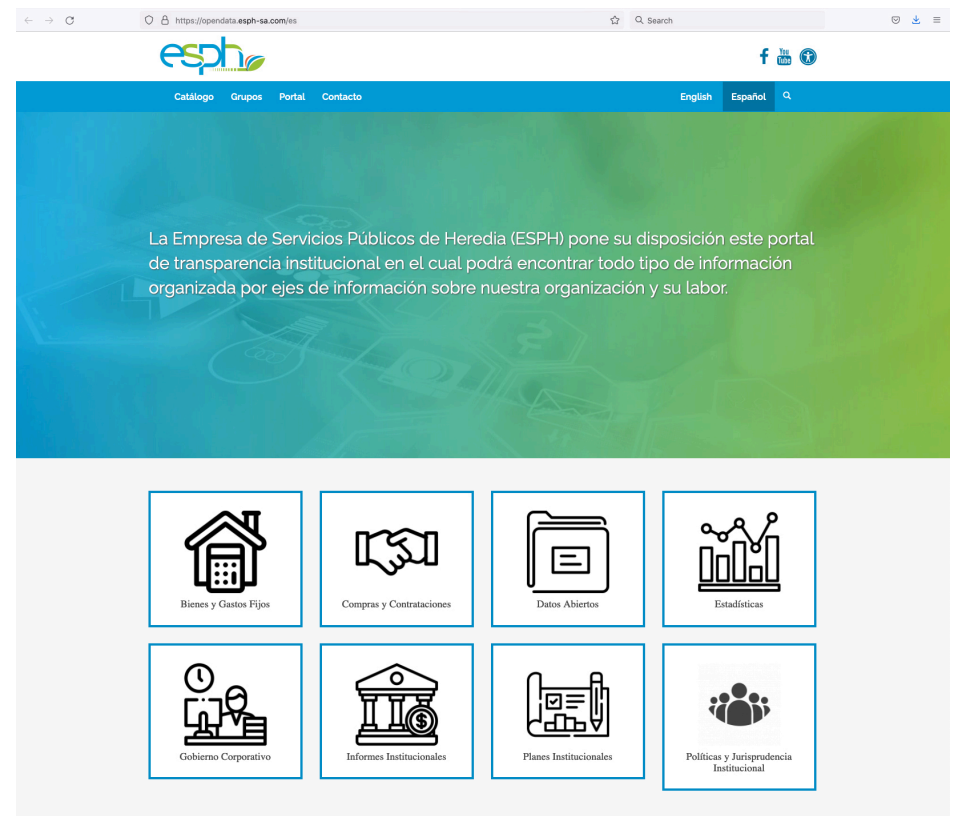 https://opendata.esph-sa.com/es
Search
esph
f
You
Tube
Catálogo Grupos Portal Contacto
English Español
La Empresa de Servicios Públicos de Heredia (ESPH) pone su disposición este portal
de transparencia institucional en el cual podrá encontrar todo tipo de información
organizada por ejes de información sobre nuestra organización y su labor.
Bienes y Gastos Fijos
Compras y Contrataciones
Datos Abiertos
Estadísticas
Gobierno Corporativo
$
Informes Institucionales
Planes Institucionales
Políticas y Jurisprudencia
Institucional